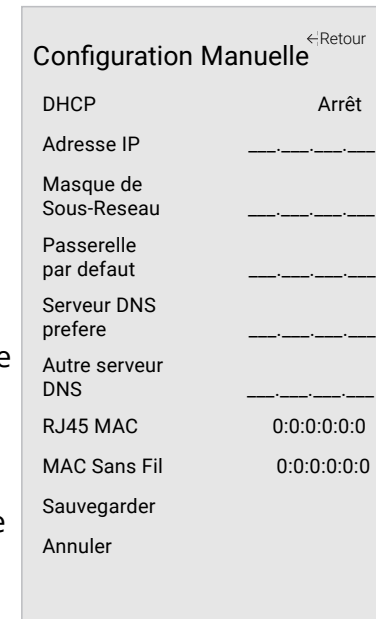 ←Retour
Configuration Manuelle
DHCP Arrêt
Adresse IP ___.___.___.___
Masque de
Sous-Reseau ___.___.___.___
Passerelle
par defaut ___.___.___.___
Serveur DNS
prefere ___.___.___.___
e
Autre serveur
DNS ___.___.___.___
RJ45 MAC 0:0:0:0:0:0
MAC Sans Fil 0:0:0:0:0:0
Sauvegarder
e
Annuler